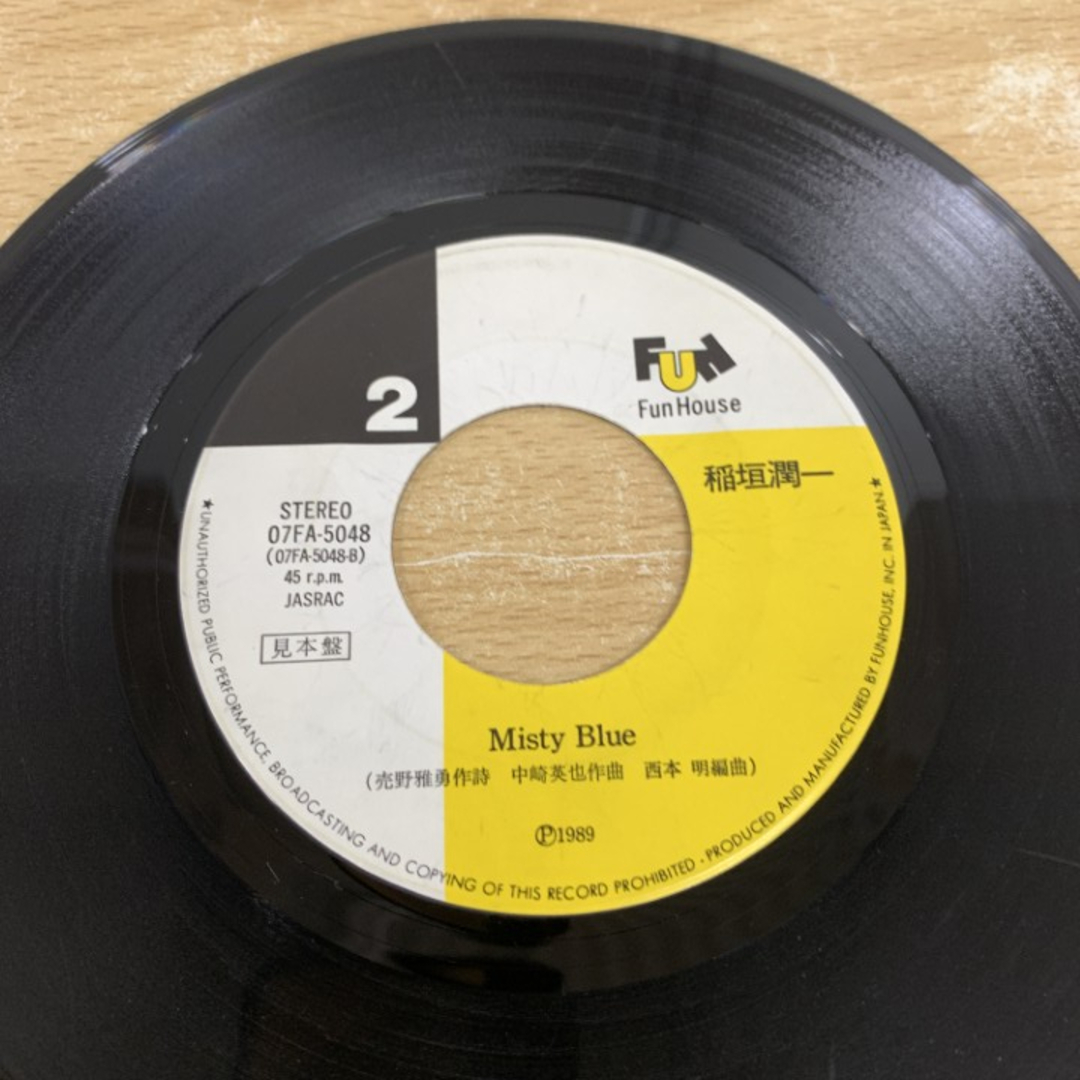 2
Fun
Fun House
稲垣潤一
STEREO
07FA-5048
(07FA-5048-B)
45 r.p.m.
JASRAC
見本盤
Misty Blue
(売野雅勇作詩 中崎英也作曲 西本 明編曲)
Ⓟ1989
★UNAUTHORIZED PUBLIC PERFORMANCE, BROADCASTING AND COPYING OF THIS RECORD PROHIBITED · PRODUCED AND MANUFACTURED BY FUNHOUSE, INC. IN JAPAN★